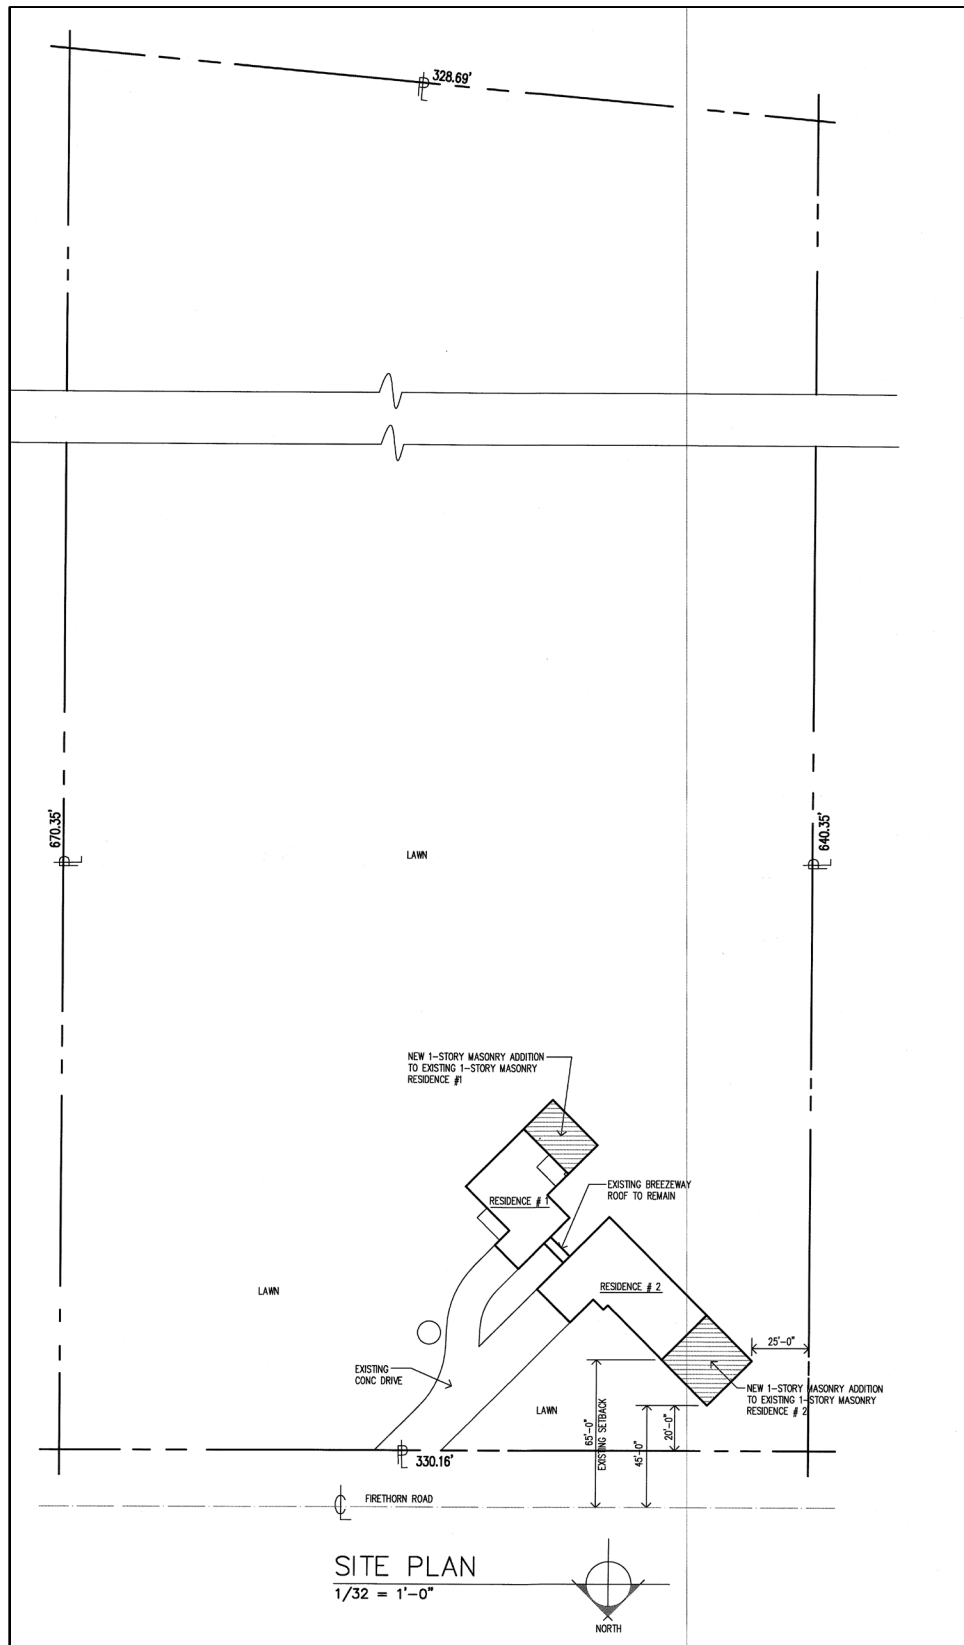 328.69'
670.35'
640.35'
LAWN
NEW 1-STORY MASONRY ADDITION
TO EXISTING 1-STORY MASONRY
RESIDENCE #1
EXISTING BREEZEWAY
ROOF TO REMAIN
RESIDENCE # 1
RESIDENCE # 2
LAWN
25'-0"
EXISTING
CONC DRIVE
NEW 1-STORY MASONRY ADDITION
TO EXISTING 1-STORY MASONRY
RESIDENCE # 2
LAWN
65'-0"
EXISTING SETBACK
45'-0"
20'-0"
PL
330.16'
CL
FIRETHORN ROAD
SITE PLAN
1/32 = 1'-0"
NORTH